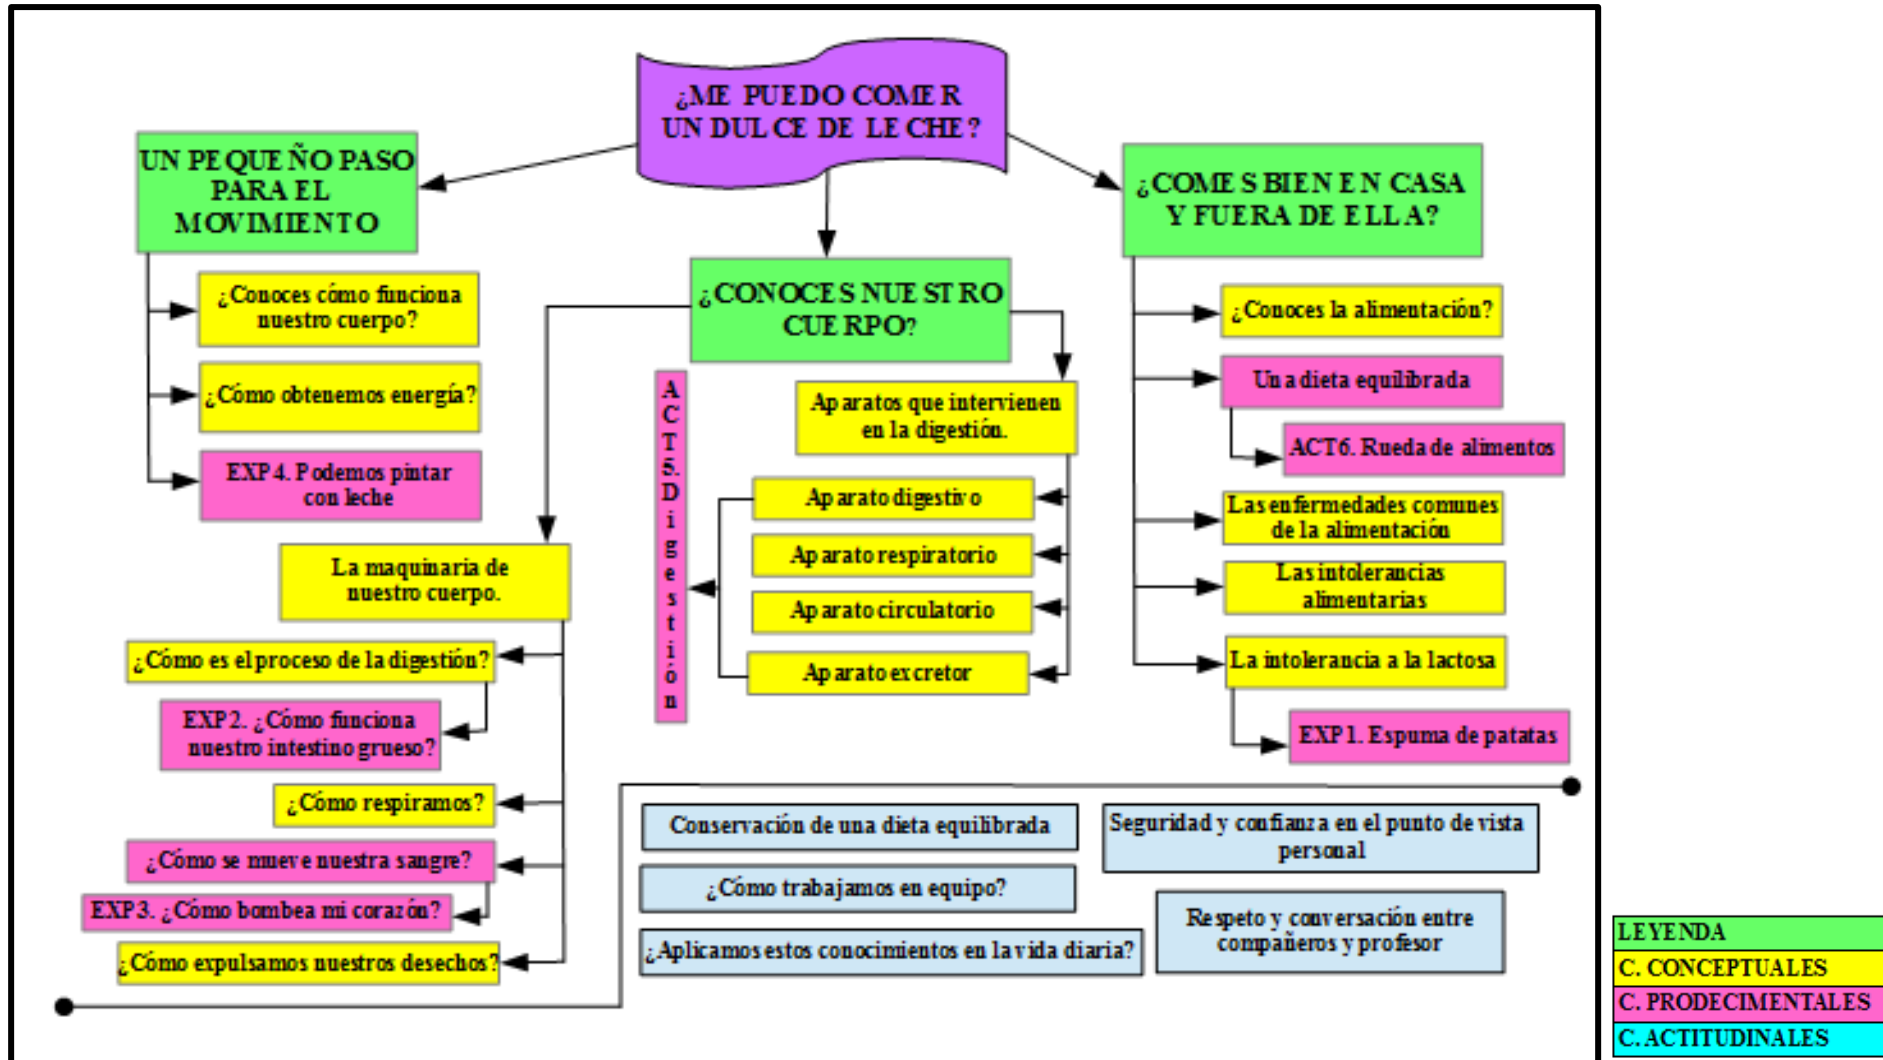 ¿ME PUEDO COMER
UN DULCE DE LECHE?
UN PEQUEÑO PASO
PARA EL
MOVIMIENTO
¿Conoces cómo funciona
nuestro cuerpo?
¿Cómo obtenemos energía?
EXP4. Podemos pintar
con leche
¿CONOCES NUESTRO
CUERPO?
La maquinaria de
nuestro cuerpo.
¿Cómo es el proceso de la digestión?
EXP2. ¿Cómo funciona
nuestro intestino grueso?
¿Cómo respiramos?
¿Cómo se mueve nuestra sangre?
EXP3. ¿Cómo bombea mi corazón?
¿Cómo expulsamos nuestros desechos?
ACT5. Digestión
Aparatos que intervienen
en la digestión.
Aparato digestivo
Aparato respiratorio
Aparato circulatorio
Aparato excretor
¿COMES BIEN EN CASA
Y FUERA DE ELLA?
¿Conoces la alimentación?
Una dieta equilibrada
ACT6. Rueda de alimentos
Las enfermedades comunes
de la alimentación
Las intolerancias
alimentarias
La intolerancia a la lactosa
EXP1. Espuma de patatas
Conservación de una dieta equilibrada
¿Cómo trabajamos en equipo?
¿Aplicamos estos conocimientos en la vida diaria?
Seguridad y confianza en el punto de vista
personal
Respeto y conversación entre
compañeros y profesor
LEYENDA
C. CONCEPTUALES
C. PRODECIMENTALES
C. ACTITUDINALES